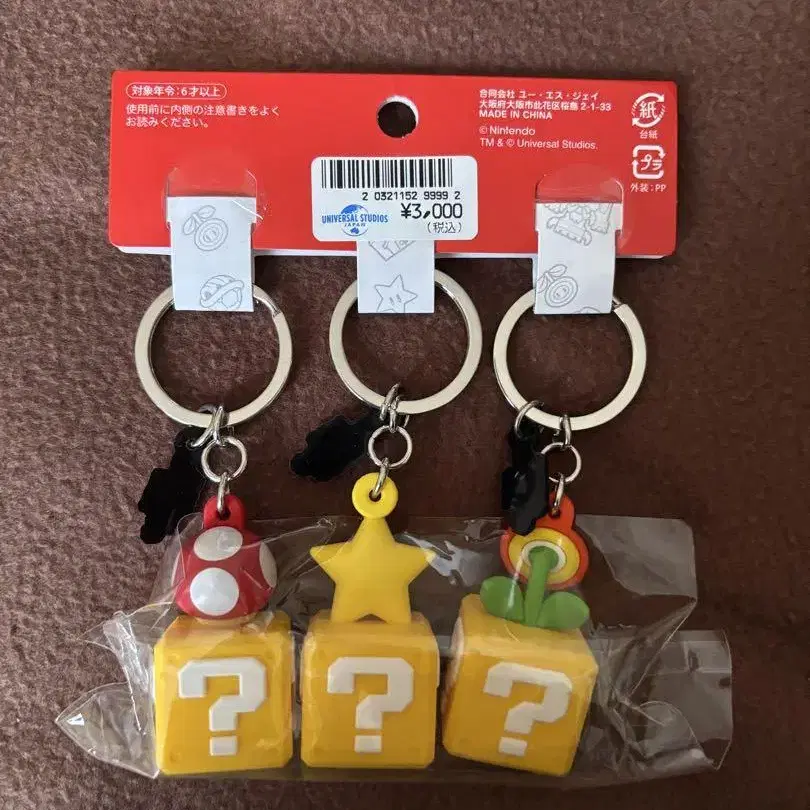 対象年令:6才以上
使用前に内側の注意書きをよく
お読みください。
合同会社 ユー・エス・ジェイ
大阪府大阪市此花区桜島 2-1-33
MADE IN CHINA
© Nintendo
TM & © Universal Studios.
紙
台紙
プラ
外装:PP
2 0321152 9999 2
UNIVERSAL STUDIOS
JAPAN
¥3,000
(税込)
? ? ?